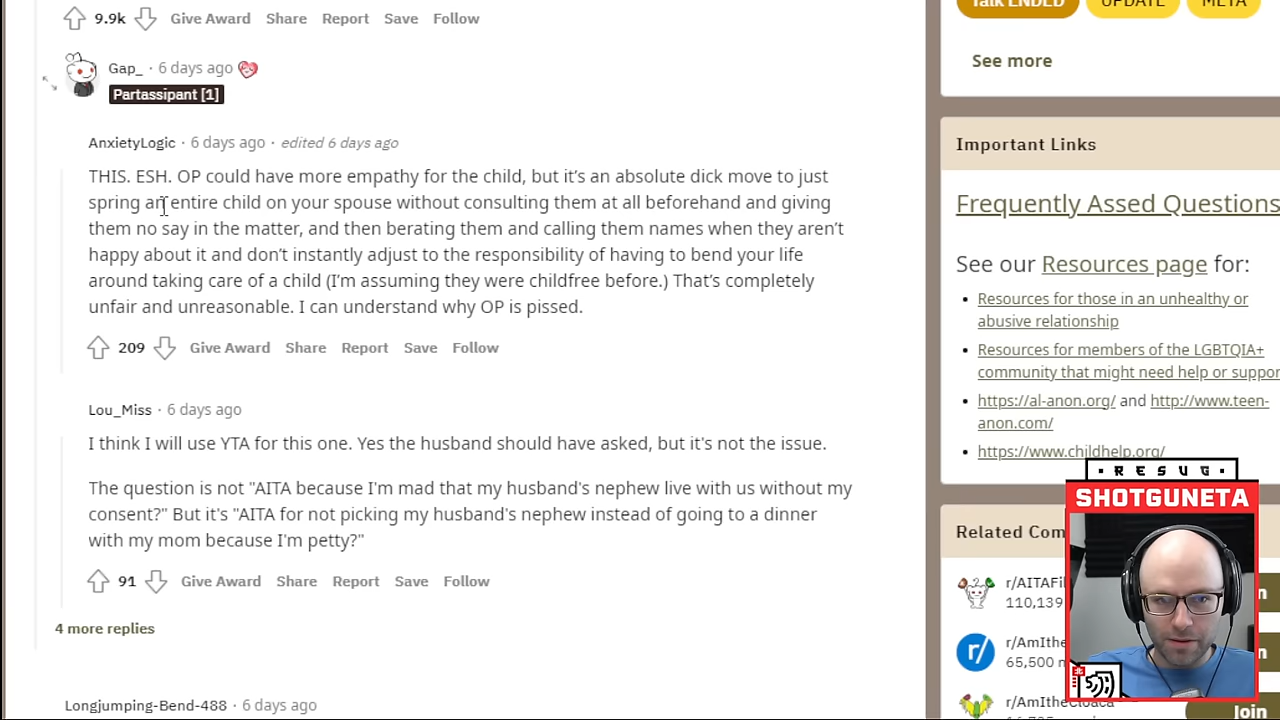 9.9k Give Award Share Report Save Follow
Gap_ · 6 days ago
Partassipant [1]
AnxietyLogic · 6 days ago · edited 6 days ago
THIS. ESH. OP could have more empathy for the child, but it's an absolute dick move to just
spring an entire child on your spouse without consulting them at all beforehand and giving
them no say in the matter, and then berating them and calling them names when they aren't
happy about it and don't instantly adjust to the responsibility of having to bend your life
around taking care of a child (I'm assuming they were childfree before.) That's completely
unfair and unreasonable. I can understand why OP is pissed.
209 Give Award Share Report Save Follow
Lou_Miss · 6 days ago
I think I will use YTA for this one. Yes the husband should have asked, but it's not the issue.
The question is not "AITA because I'm mad that my husband's nephew live with us without my
consent?" But it's "AITA for not picking my husband's nephew instead of going to a dinner
with my mom because I'm petty?"
91 Give Award Share Report Save Follow
4 more replies
Longjumping-Bend-488 · 6 days ago
Talk ENDED UPDATE META
See more
Important Links
Frequently Assed Questions
See our Resources page for:
• Resources for those in an unhealthy or
abusive relationship
• Resources for members of the LGBTQIA+
community that might need help or suppor
• https://al-anon.org/ and http://www.teen-
anon.com/
• https://www.childhelp.org/
Related Com
r/AITAFil
110,139
r/AmIthe
65,500 m
r/AmItheCloaca
Join
· R E S U G ·
SHOTGUNETA